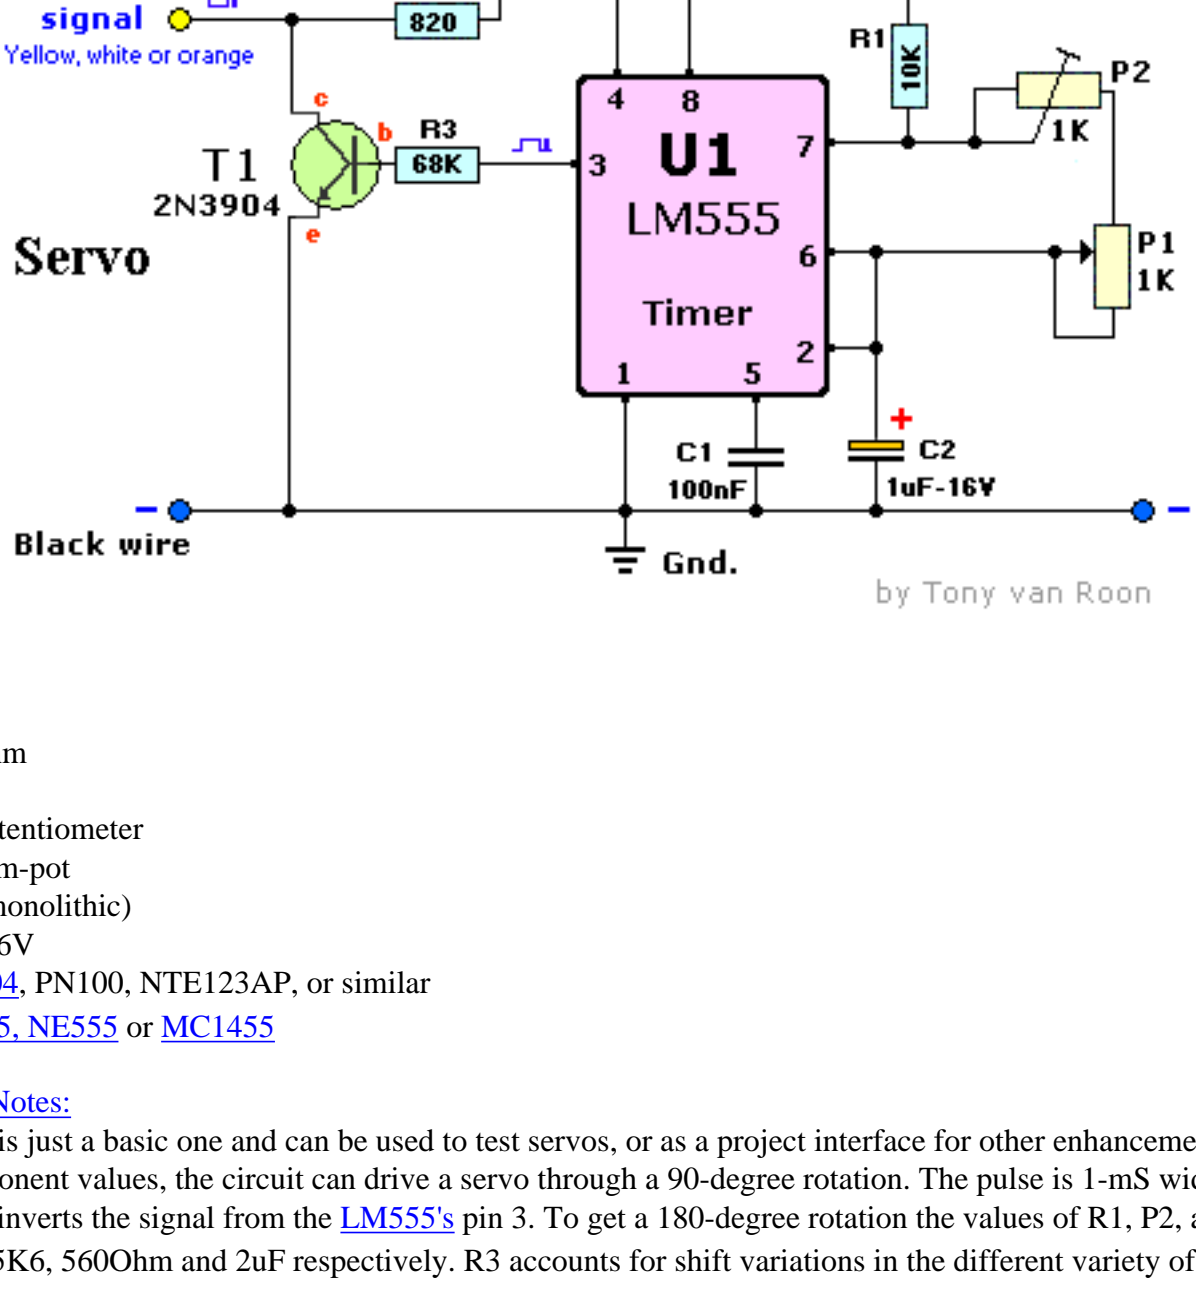 signal
820
Yellow, white or orange
R1
10K
P2
1K
4
8
c
b
R3
68K
3
U1
7
T1
2N3904
LM555
e
6
P1
1K
Servo
Timer
2
1
5
+
C1
100nF
C2
1uF-16V
–
–
Black wire
Gnd.
by Tony van Roon
tentiometer
m-pot
6V
, PN100, NTE123AP, or similar
5, NE555 or MC1455
Notes:
is just a basic one and can be used to test servos, or as a project interface for other
onent values, the circuit can drive a servo through a 90-degree rotation. The pulse is 1-mS
inverts the signal from the LM555's pin 3. To get a 180-degree rotation the values of R1, P2,
5K6, 560Ohm and 2uF respectively. R3 accounts for shift variations in the different variety of